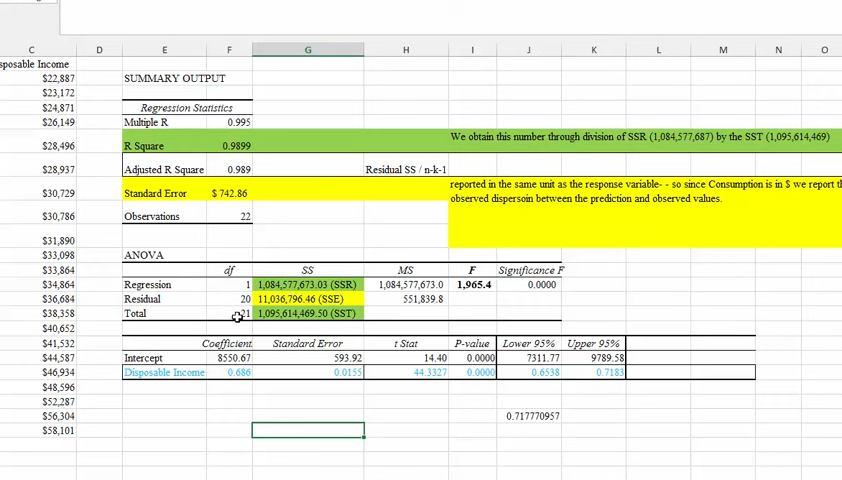 C D E F G H I J K L M N O
sposable Income
$22,887 SUMMARY OUTPUT
$23,172
$24,871 Regression Statistics
$26,149 Multiple R 0.995
We obtain this number through division of SSR (1,084,577,687) by the SST (1,095,614,469)
$28,496 R Square 0.9899
$28,937 Adjusted R Square 0.989 Residual SS / n-k-1
reported in the same unit as the response variable- - so since Consumption is in $ we report th
$30,729 Standard Error $ 742.86
observed dispersoin between the prediction and observed values.
$30,786 Observations 22
$31,890
$33,098 ANOVA
$33,864 df SS MS F Significance F
$34,864 Regression 1 1,084,577,673.03 (SSR) 1,084,577,673.0 1,965.4 0.0000
$36,684 Residual 20 11,036,796.46 (SSE) 551,839.8
$38,358 Total 21 1,095,614,469.50 (SST)
$40,652
$41,532 Coefficient Standard Error t Stat P-value Lower 95% Upper 95%
$44,587 Intercept 8550.67 593.92 14.40 0.0000 7311.77 9789.58
$46,934 Disposable Income 0.686 0.0155 44.3327 0.0000 0.6538 0.7183
$48,596
$52,287
$56,304 0.717770957
$58,101